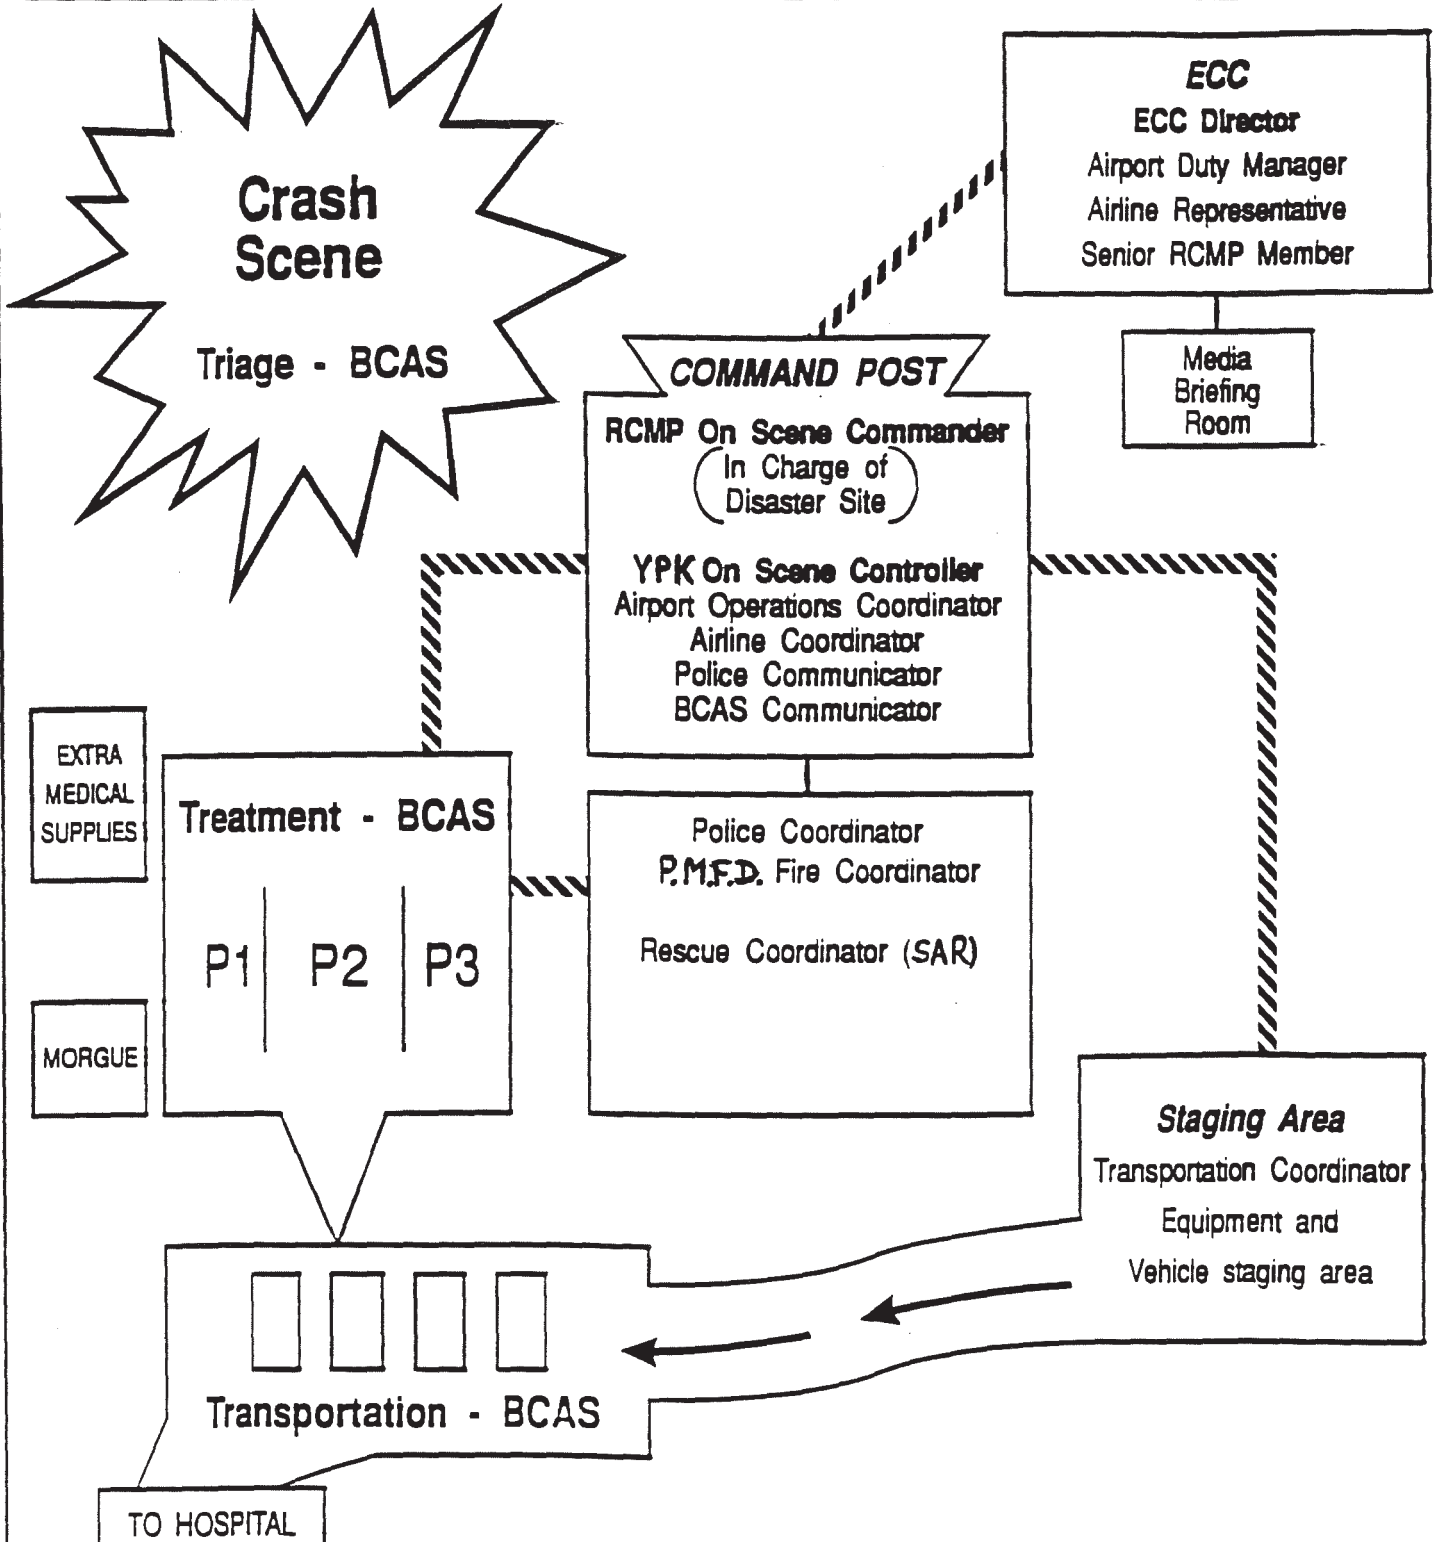 Crash
Scene
Triage - BCAS
ECC
ECC Director
Airport Duty Manager
Airline Representative
Senior RCMP Member
Media
Briefing
Room
COMMAND POST
RCMP On Scene Commander
(In Charge of
Disaster Site)
YPK On Scene Controller
Airport Operations Coordinator
Airline Coordinator
Police Communicator
BCAS Communicator
EXTRA
MEDICAL
SUPPLIES
Treatment - BCAS
P1 P2 P3
Police Coordinator
P.M.F.D. Fire Coordinator
Rescue Coordinator (SAR)
MORGUE
Staging Area
Transportation Coordinator
Equipment and
Vehicle staging area
Transportation - BCAS
TO HOSPITAL